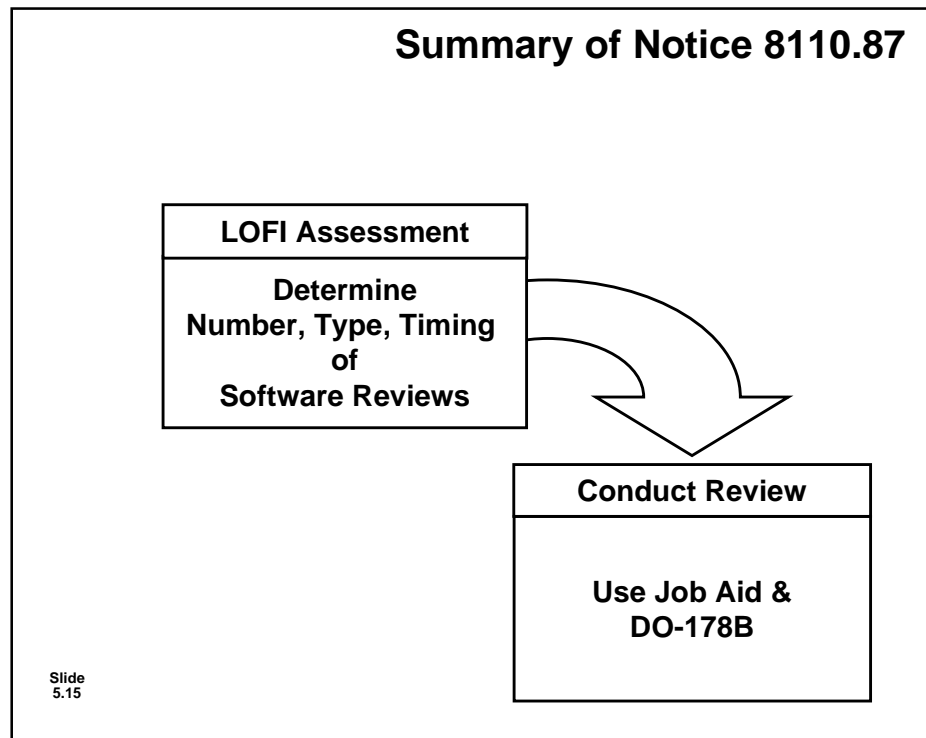 Summary of Notice 8110.87
LOFI Assessment
Determine
Number, Type, Timing
of
Software Reviews
Conduct Review
Use Job Aid &
DO-178B
Slide
5.15